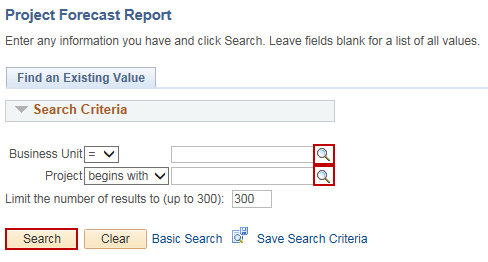 Project Forecast Report
Enter any information you have and click Search. Leave fields blank for a list of all values.
Find an Existing Value
Search Criteria
Business Unit =
Project begins with
Limit the number of results to (up to 300): 300
Search Clear Basic Search Save Search Criteria